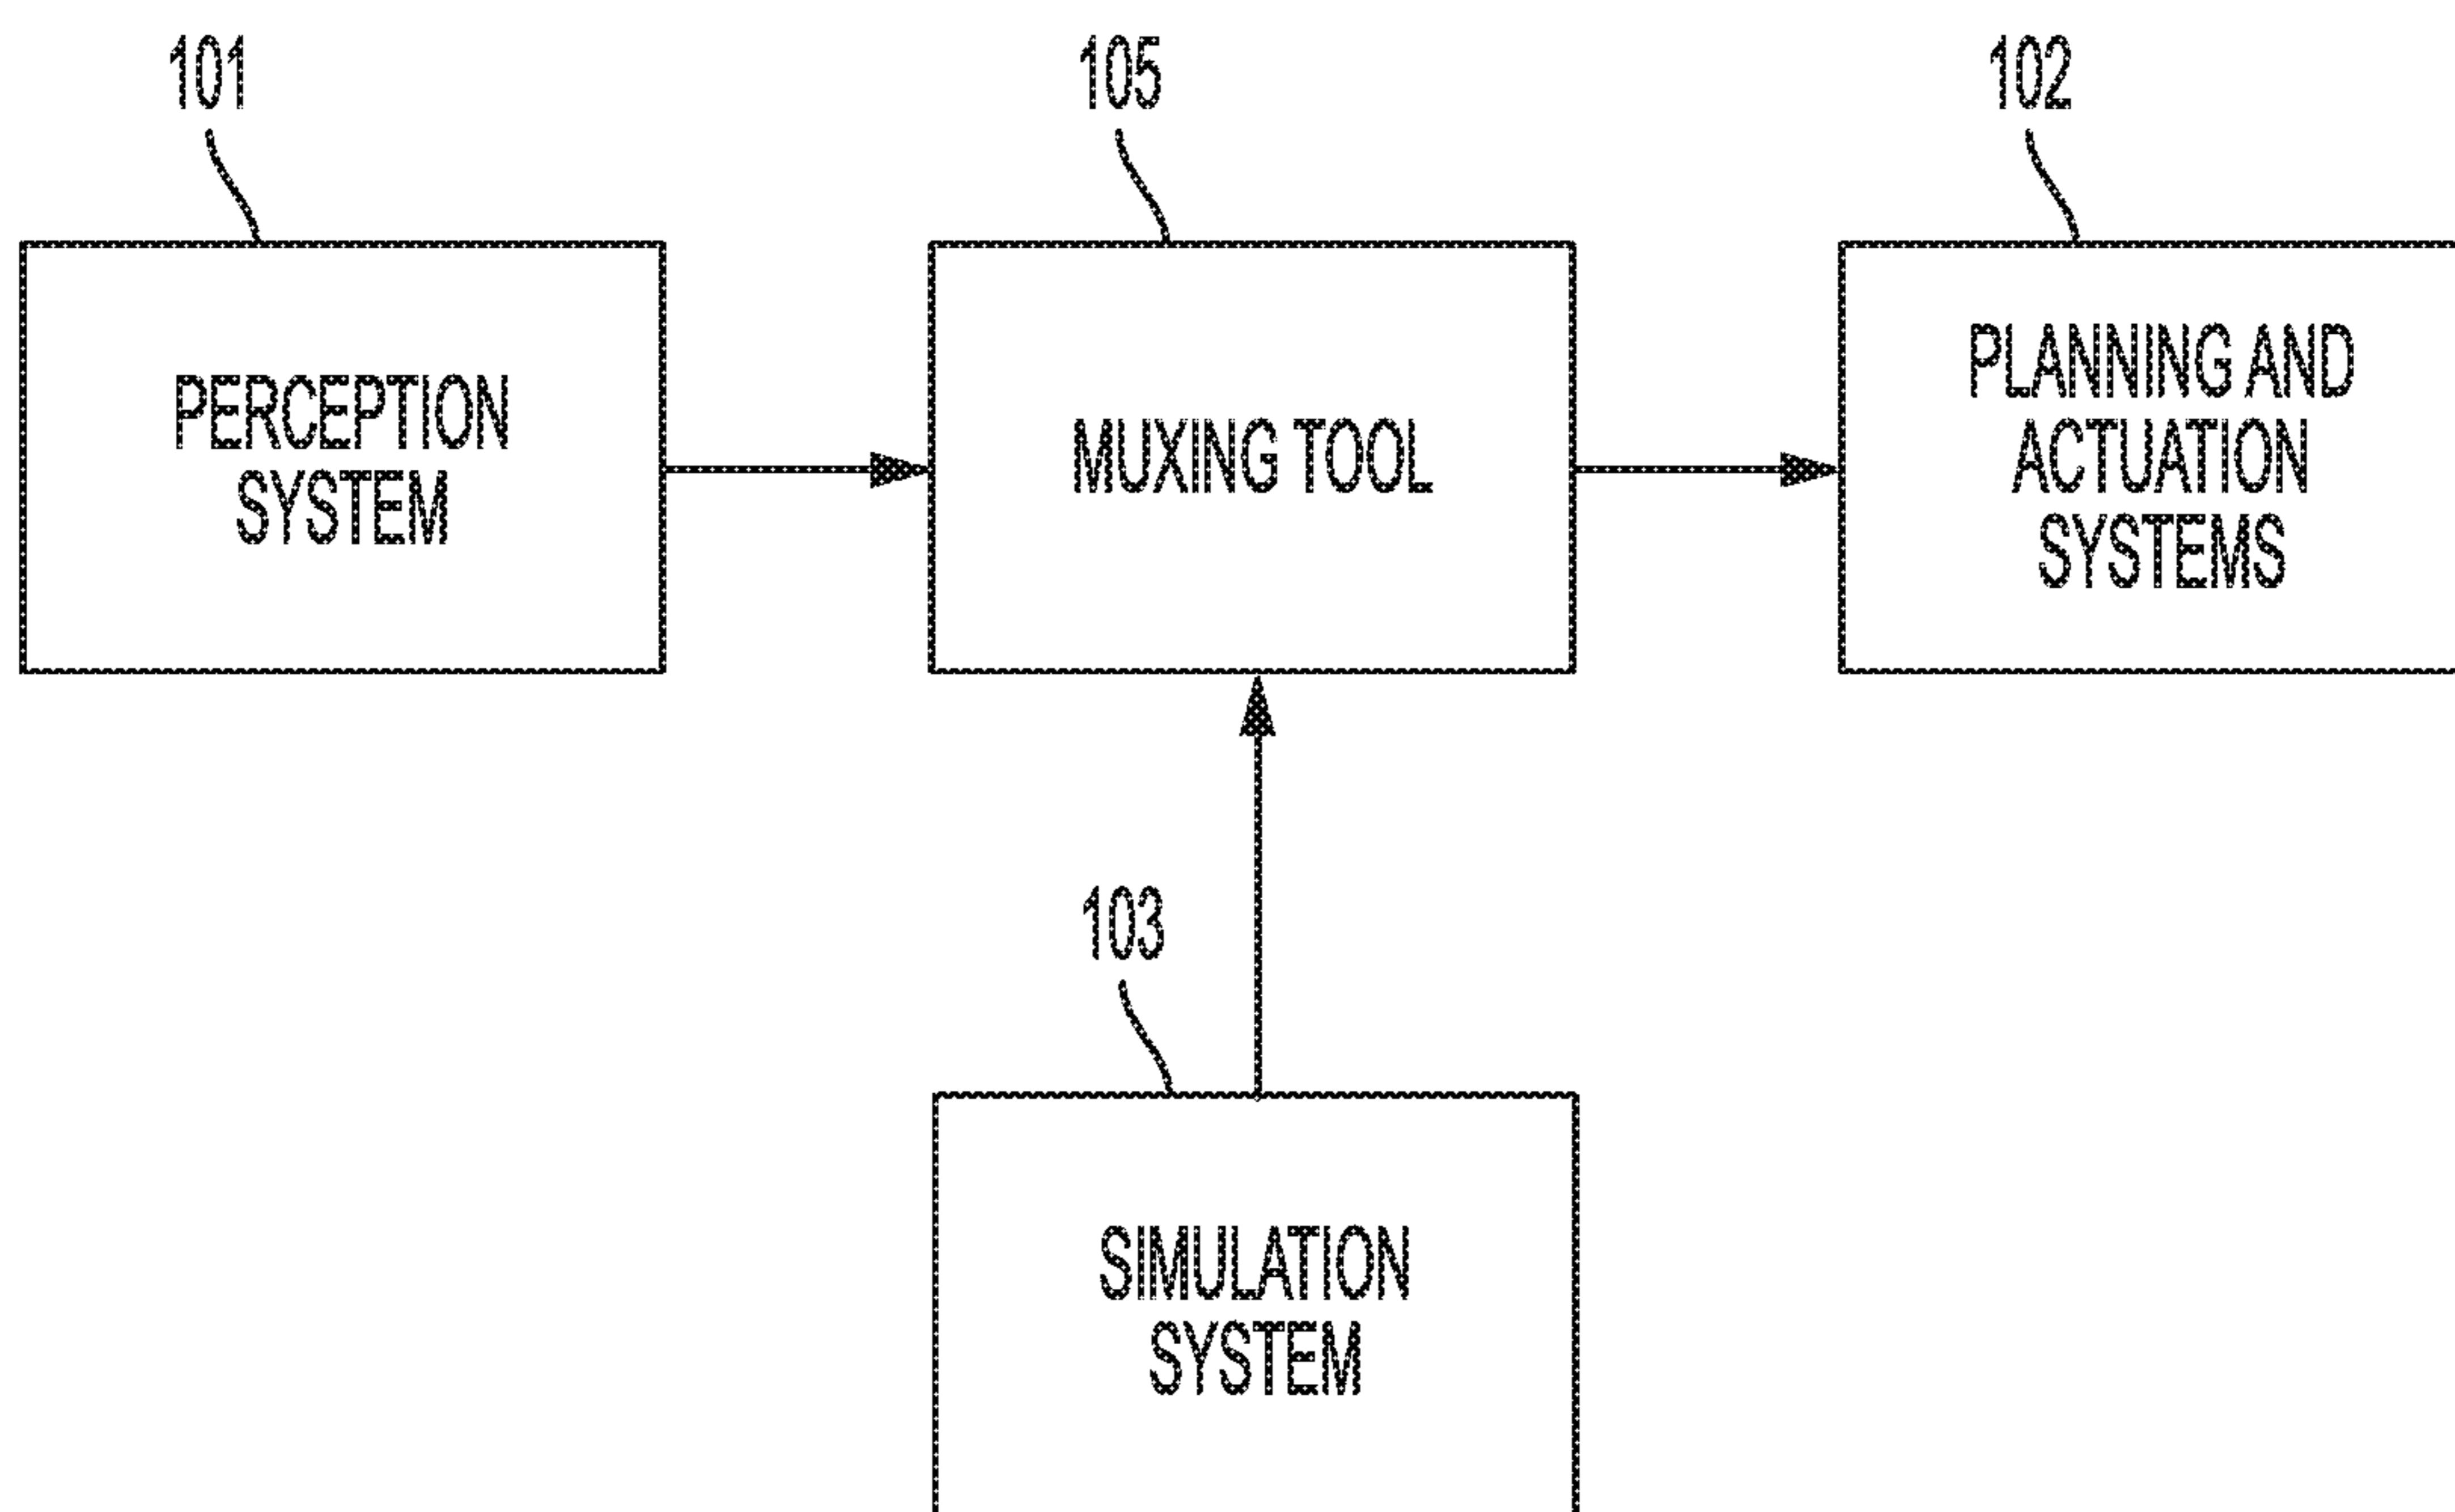 101
105
102
PERCEPTION
SYSTEM
MUXING TOOL
PLANNING AND
ACTUATION
SYSTEMS
103
SIMULATION
SYSTEM